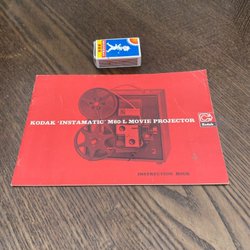 KODAK 'INSTAMATIC' M60-L MOVIE PROJECTOR
Kodak
INSTRUCTION BOOK